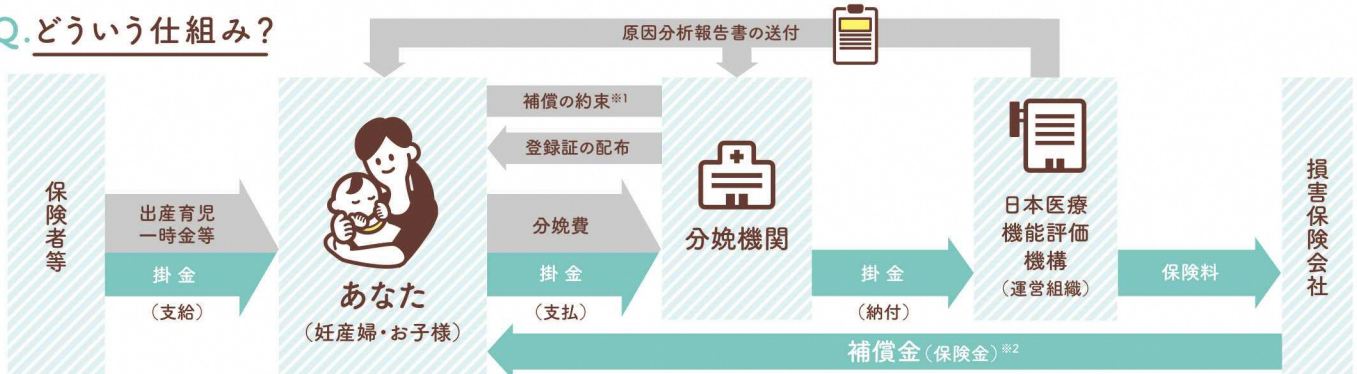 Q.どういう仕組み?
原因分析報告書の送付
保険者等
出産育児
一時金等
掛金
(支給)
あなた
(妊産婦・お子様)
補償の約束※1
登録証の配布
分娩費
掛金
(支払)
分娩機関
掛金
(納付)
日本医療
機能評価
機構
(運営組織)
保険料
損害保険会社
補償金(保険金)※2